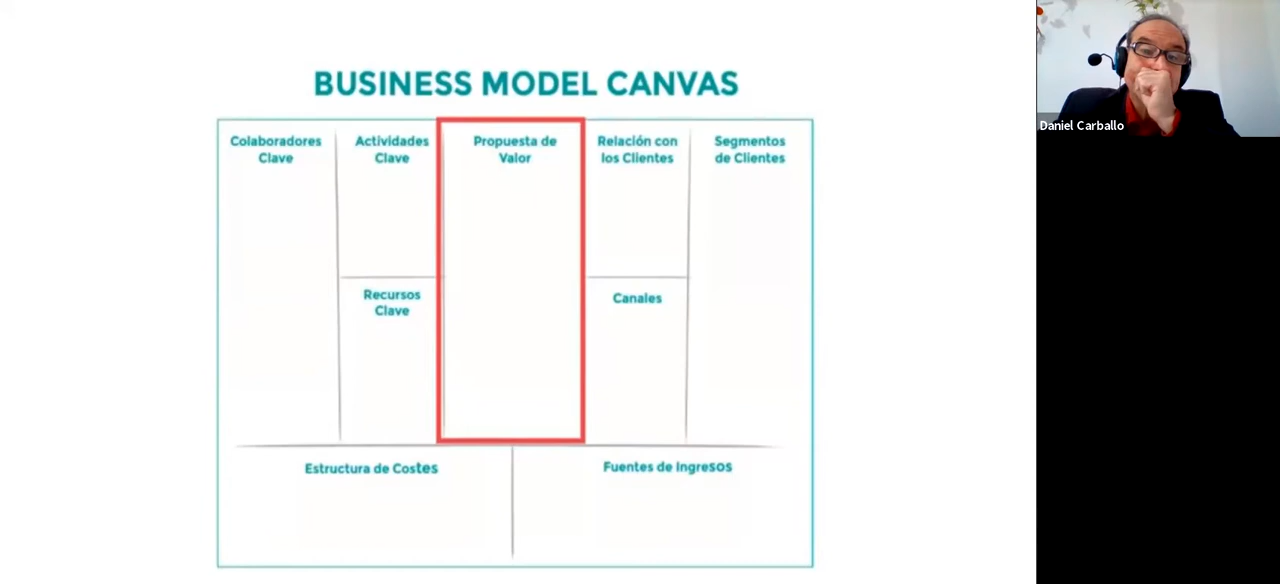 BUSINESS MODEL CANVAS
Colaboradores
Clave
Actividades
Clave
Propuesta de
Valor
Relación con
los Clientes
Segmentos
de Clientes
Recursos
Clave
Canales
Estructura de Costes
Fuentes de Ingresos
Daniel Carballo